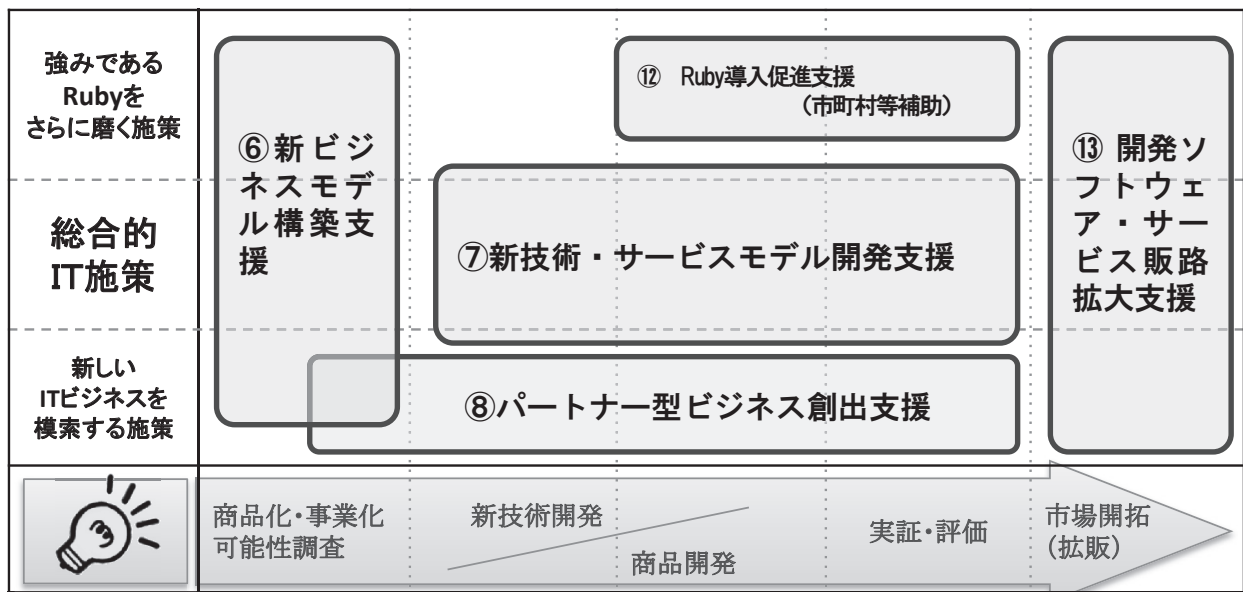 強みである
Rubyを
さらに磨く施策
⑫ Ruby導入促進支援
(市町村等補助)
⑥新ビジ
ネスモデ
ル構築支
援
⑬ 開発ソ
フトウェ
ア・サー
ビス販路
拡大支援
総合的
IT施策
⑦新技術・サービスモデル開発支援
新しい
ITビジネスを
模索する施策
⑧パートナー型ビジネス創出支援
商品化・事業化
可能性調査
新技術開発
商品開発
実証・評価
市場開拓
(拡販)